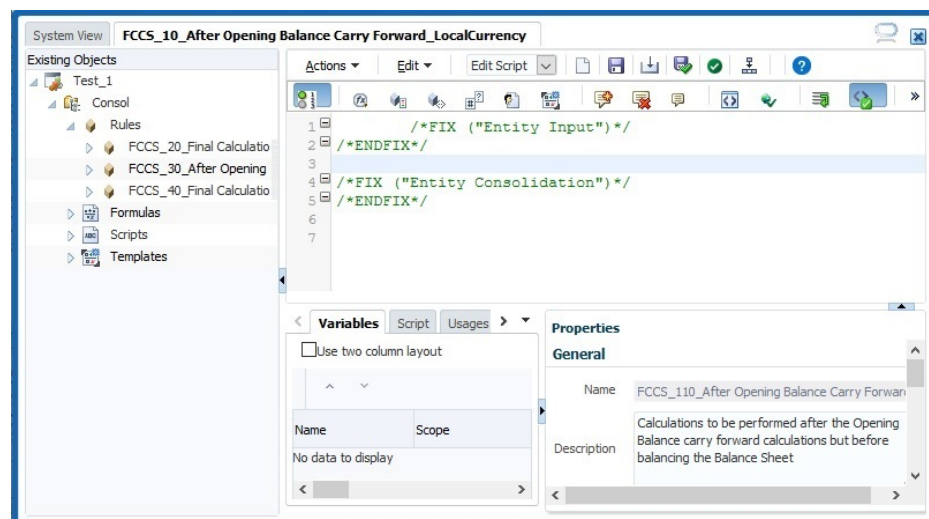 System View
FCCS_10_After Opening Balance Carry Forward_LocalCurrency
Existing Objects
Test_1
Consol
Rules
FCCS_20_Final Calculatio
FCCS_30_After Opening
FCCS_40_Final Calculatio
Formulas
Scripts
Templates
Actions
Edit
Edit Script
1 /*FIX ("Entity Input")*/
2 /*ENDFIX*/
3
4 /*FIX ("Entity Consolidation")*/
5 /*ENDFIX*/
6
7
Variables
Script
Usages
Use two column layout
Name Scope
No data to display
Properties
General
Name FCCS_110_After Opening Balance Carry Forward
Description
Calculations to be performed after the Opening
Balance carry forward calculations but before
balancing the Balance Sheet